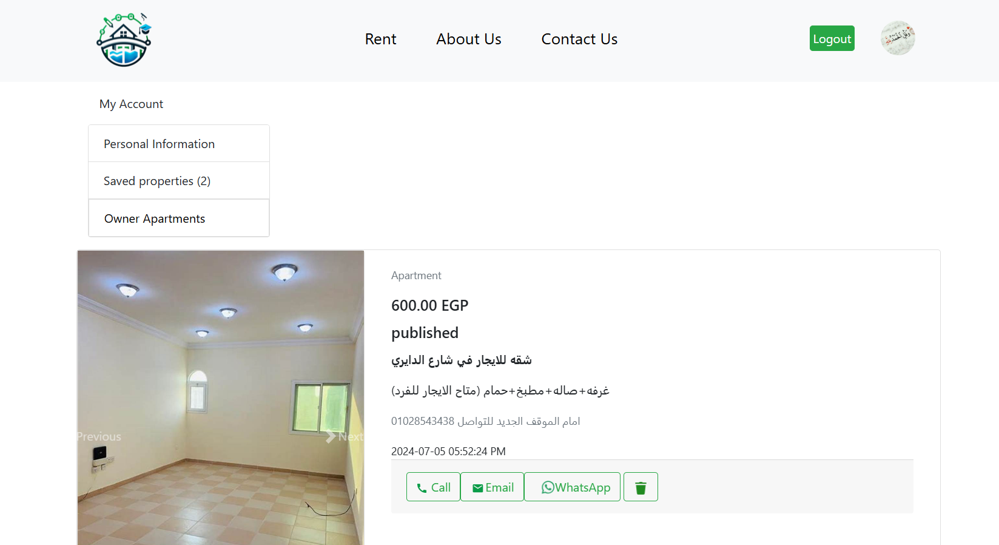 Rent
About Us
Contact Us
Logout
My Account
Personal Information
Saved properties (2)
Owner Apartments
Previous
Next
Apartment
600.00 EGP
published
شقه للايجار في شارع الدايري
غرفه+صاله+مطبخ+حمام (متاح الايجار للفرد)
امام الموقف الجديد للتواصل 01028543438
2024-07-05 05:52:24 PM
Call
Email
WhatsApp